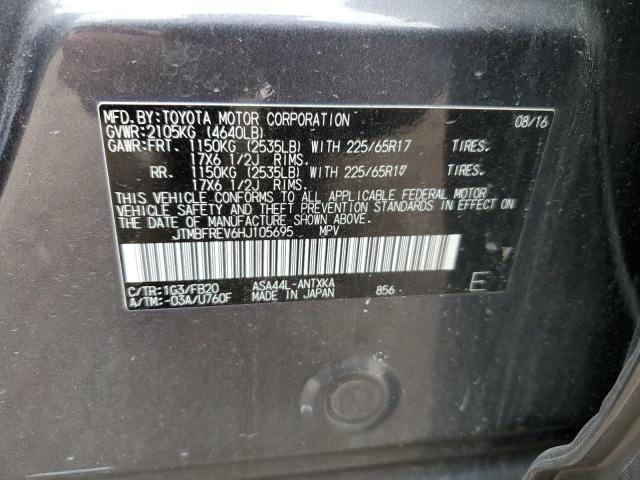 MFD.BY:TOYOTA MOTOR CORPORATION 08/16
GVWR:2105KG (4640LB)
GAWR:FRT. 1150KG (2535LB) WITH 225/65R17 TIRES.
17X6 1/2J RIMS.
RR. 1150KG (2535LB) WITH 225/65R17 TIRES.
17X6 1/2J RIMS.
THIS VEHICLE CONFORMS TO ALL APPLICABLE FEDERAL MOTOR
VEHICLE SAFETY AND THEFT PREVENTION STANDARDS IN EFFECT ON
THE DATE OF MANUFACTURE SHOWN ABOVE.
JTMBFREV6HJ105695 MPV
C/TR:1G3/FB20 ASA44L-ANTXKA
A/TM:-03A/U760F MADE IN JAPAN 856 E